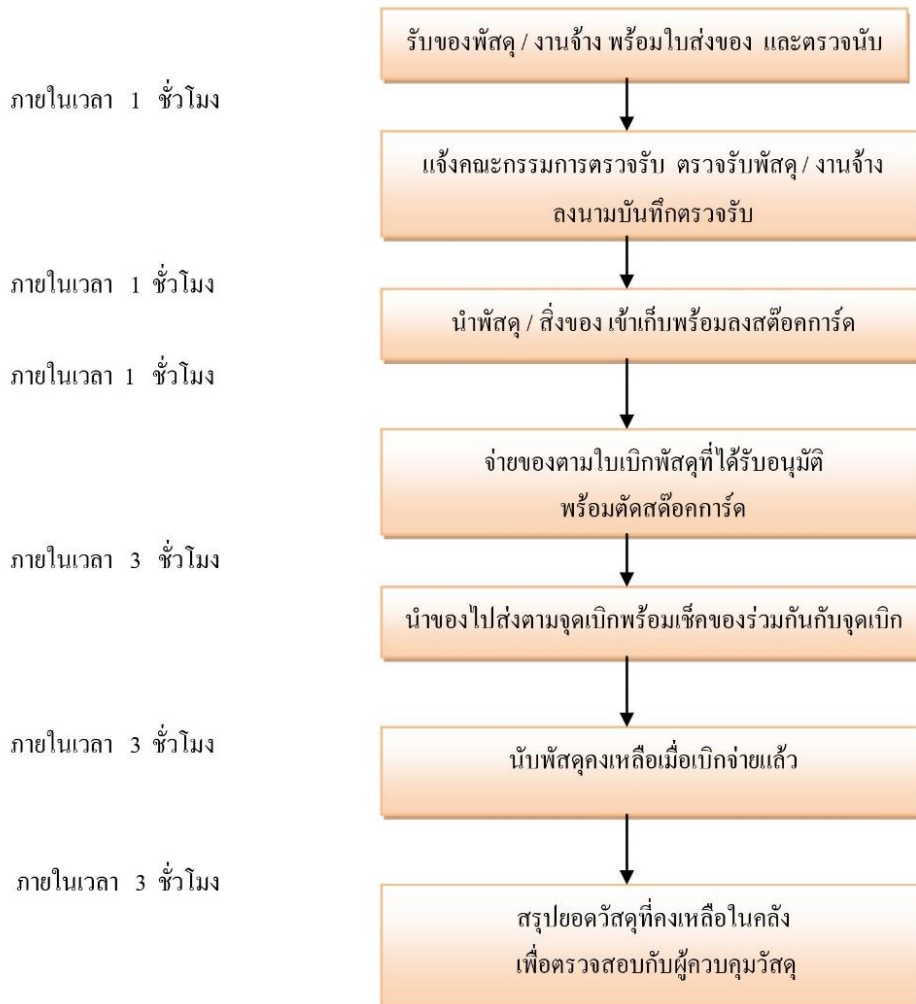 รับของพัสดุ / งานจ้าง พร้อมใบส่งของ และตรวจนับ
ภายในเวลา 1 ชั่วโมง
แจ้งคณะกรรมการตรวจรับ ตรวจรับพัสดุ / งานจ้าง
ลงนามบันทึกตรวจรับ
ภายในเวลา 1 ชั่วโมง
นำพัสดุ / สิ่งของ เข้าเก็บพร้อมลงสต๊อคการ์ด
ภายในเวลา 1 ชั่วโมง
จ่ายของตามใบเบิกพัสดุที่ได้รับอนุมัติ
พร้อมตัดสต๊อคการ์ด
ภายในเวลา 3 ชั่วโมง
นำของไปส่งตามจุดเบิกพร้อมเช็คของร่วมกันกับจุดเบิก
ภายในเวลา 3 ชั่วโมง
นับพัสดุคงเหลือเมื่อเบิกจ่ายแล้ว
ภายในเวลา 3 ชั่วโมง
สรุปยอดวัสดุที่คงเหลือในคลัง
เพื่อตรวจสอบกับผู้ควบคุมวัสดุ